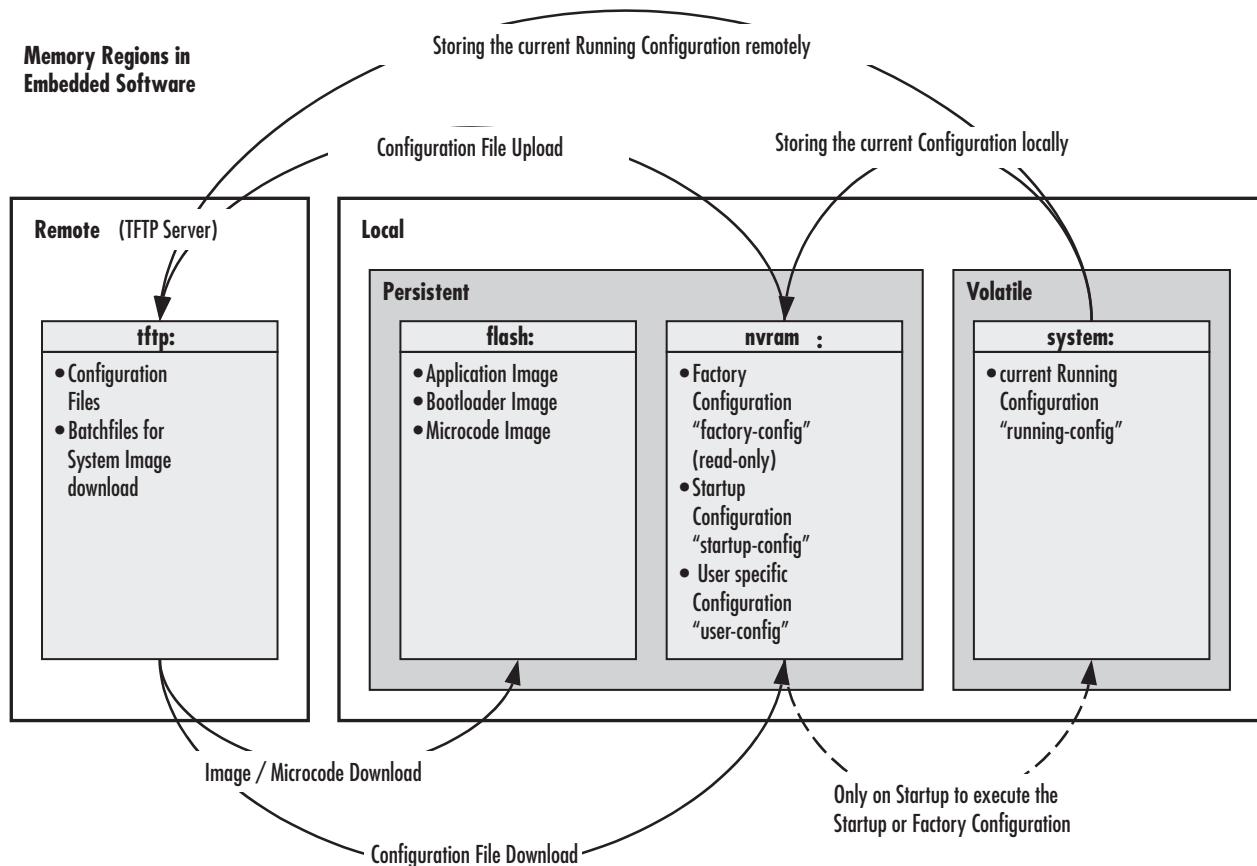 Storing the current Running Configuration remotely
Memory Regions in
Embedded Software
Configuration File Upload
Storing the current Configuration locally
Remote (TFTP Server)
Local
Persistent
Volatile
tftp:
• Configuration
Files
• Batchfiles for
System Image
download
flash:
• Application Image
• Bootloader Image
• Microcode Image
nvram :
• Factory
Configuration
“factory-config”
(read-only)
• Startup
Configuration
“startup-config”
• User specific
Configuration
“user-config”
system:
• current Running
Configuration
“running-config”
Image / Microcode Download
Only on Startup to execute the
Startup or Factory Configuration
Configuration File Download